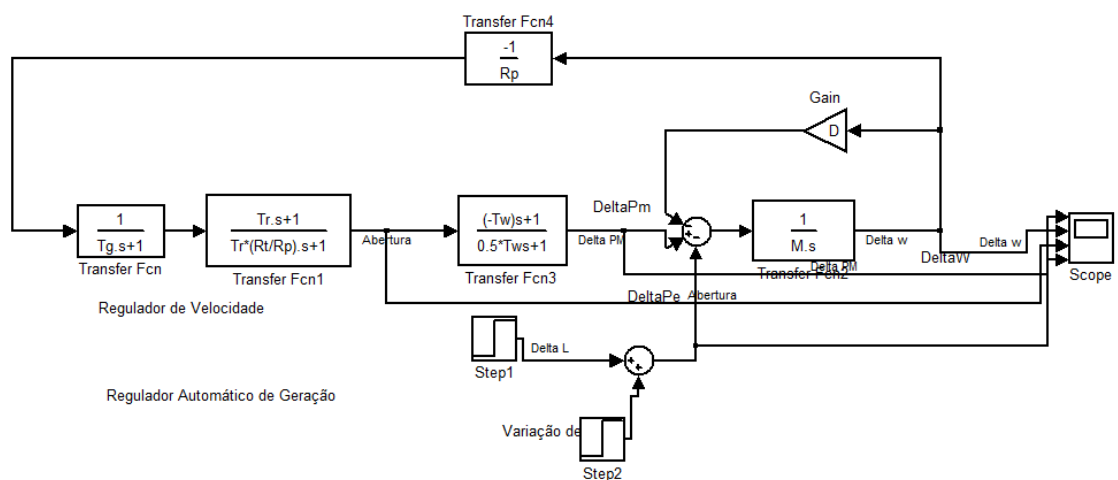 Transfer Fcn4
-1
Rp
Gain
D
1
Tg.s+1
Transfer Fcn
Tr.s+1
Tr*(Rt/Rp).s+1
Transfer Fcn1
Abertura
(-Tw)s+1
0.5*Tws+1
Transfer Fcn3
DeltaPm
Delta PM
1
M.s
Transfer Fcn2
Delta w
Delta PM
DeltaW
Delta w
Scope
Regulador de Velocidade
DeltaPe
Abertura
Step1
Delta L
Regulador Automático de Geração
Variação de
Step2